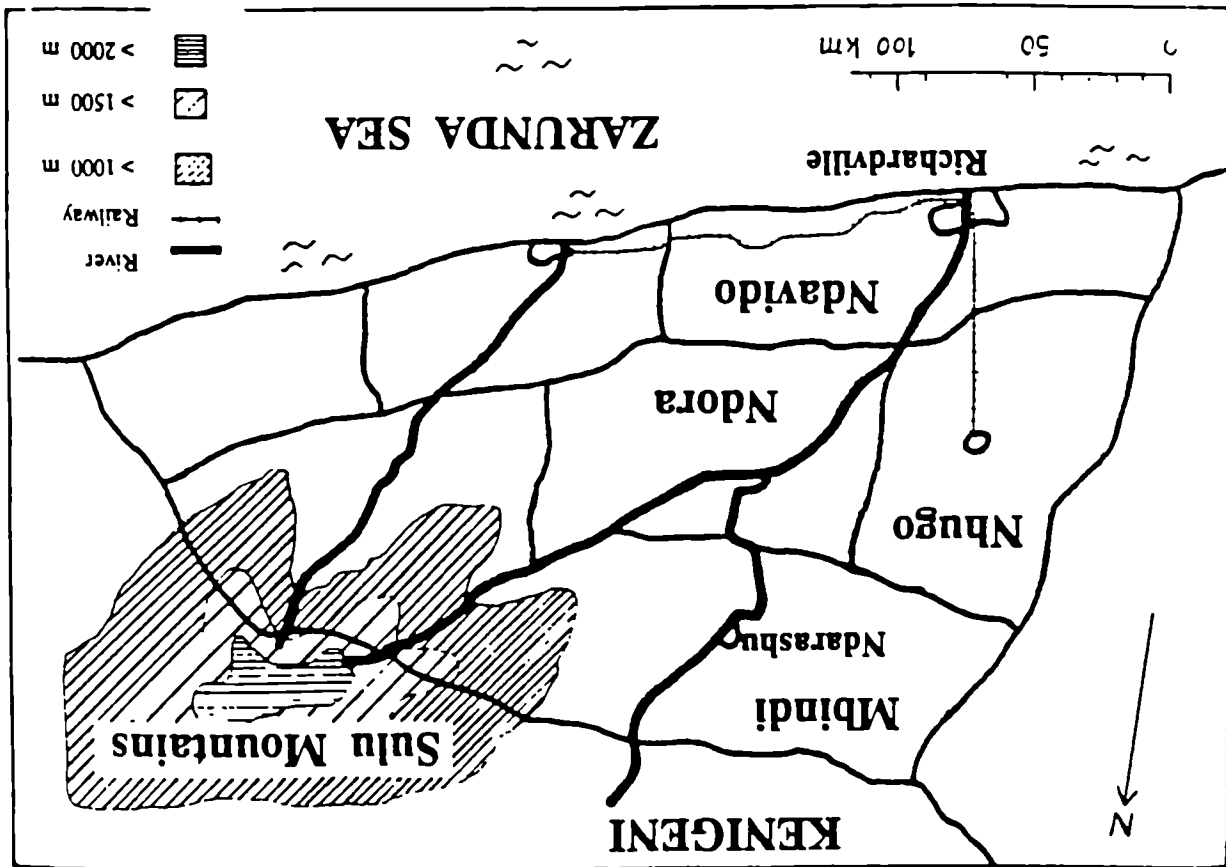 N
KENIGENI
Sulu Mountains
Mbindi
Ndarashu
Nhugo
Ndora
Ndavido
Richardville
ZARUNDA SEA
River
Railway
> 1000 m
> 1500 m
> 2000 m
50
100 km